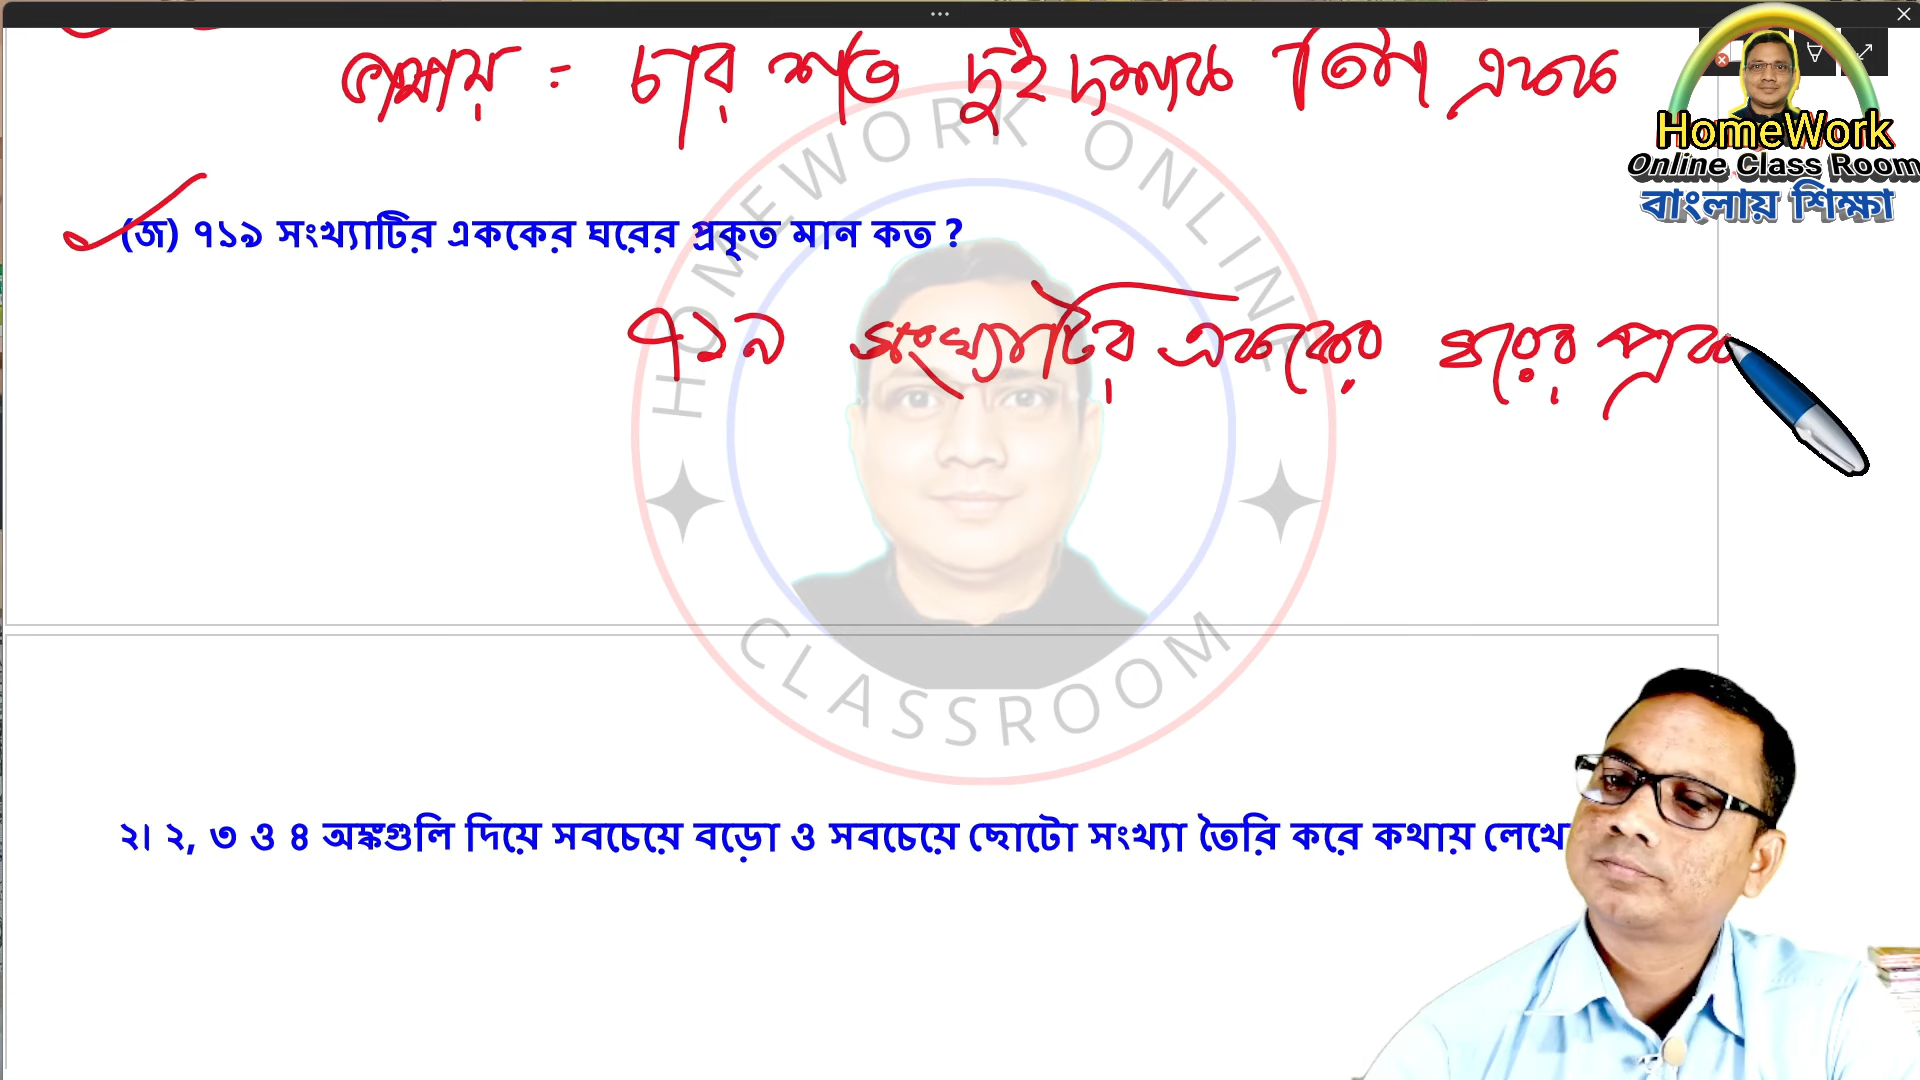 কথায় = চার শত দুই দশক তিন একক
HomeWork
Online Class Room
বাংলায় শিক্ষা
(জ) ৭১৯ সংখ্যাটির এককের ঘরের প্রকৃত মান কত ?
৭১৯ সংখ্যাটির এককের ঘরের
HOMEWORK ONLINE
CLASSROOM
২। ২, ৩ ও ৪ অঙ্কগুলি দিয়ে সবচেয়ে বড়ো ও সবচেয়ে ছোটো সংখ্যা তৈরি করে কথায় লেখো